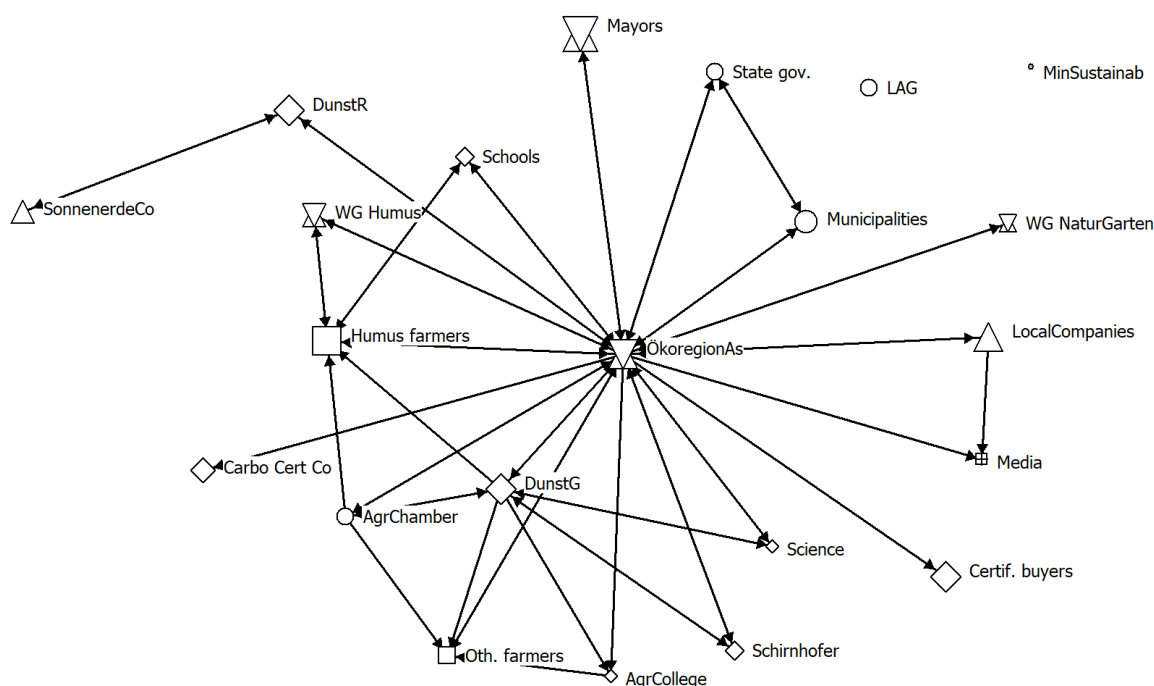 Mayors
State gov.
MinSustainab
LAG
DunstR
Schools
SonnenerdeCo
WG Humus
Municipalities
WG NaturGarten
Humus farmers
ÖkoregionAs
LocalCompanies
Carbo Cert Co
DunstG
Media
AgrChamber
Science
Certif. buyers
Oth. farmers
Schirnhofer
AgrCollege